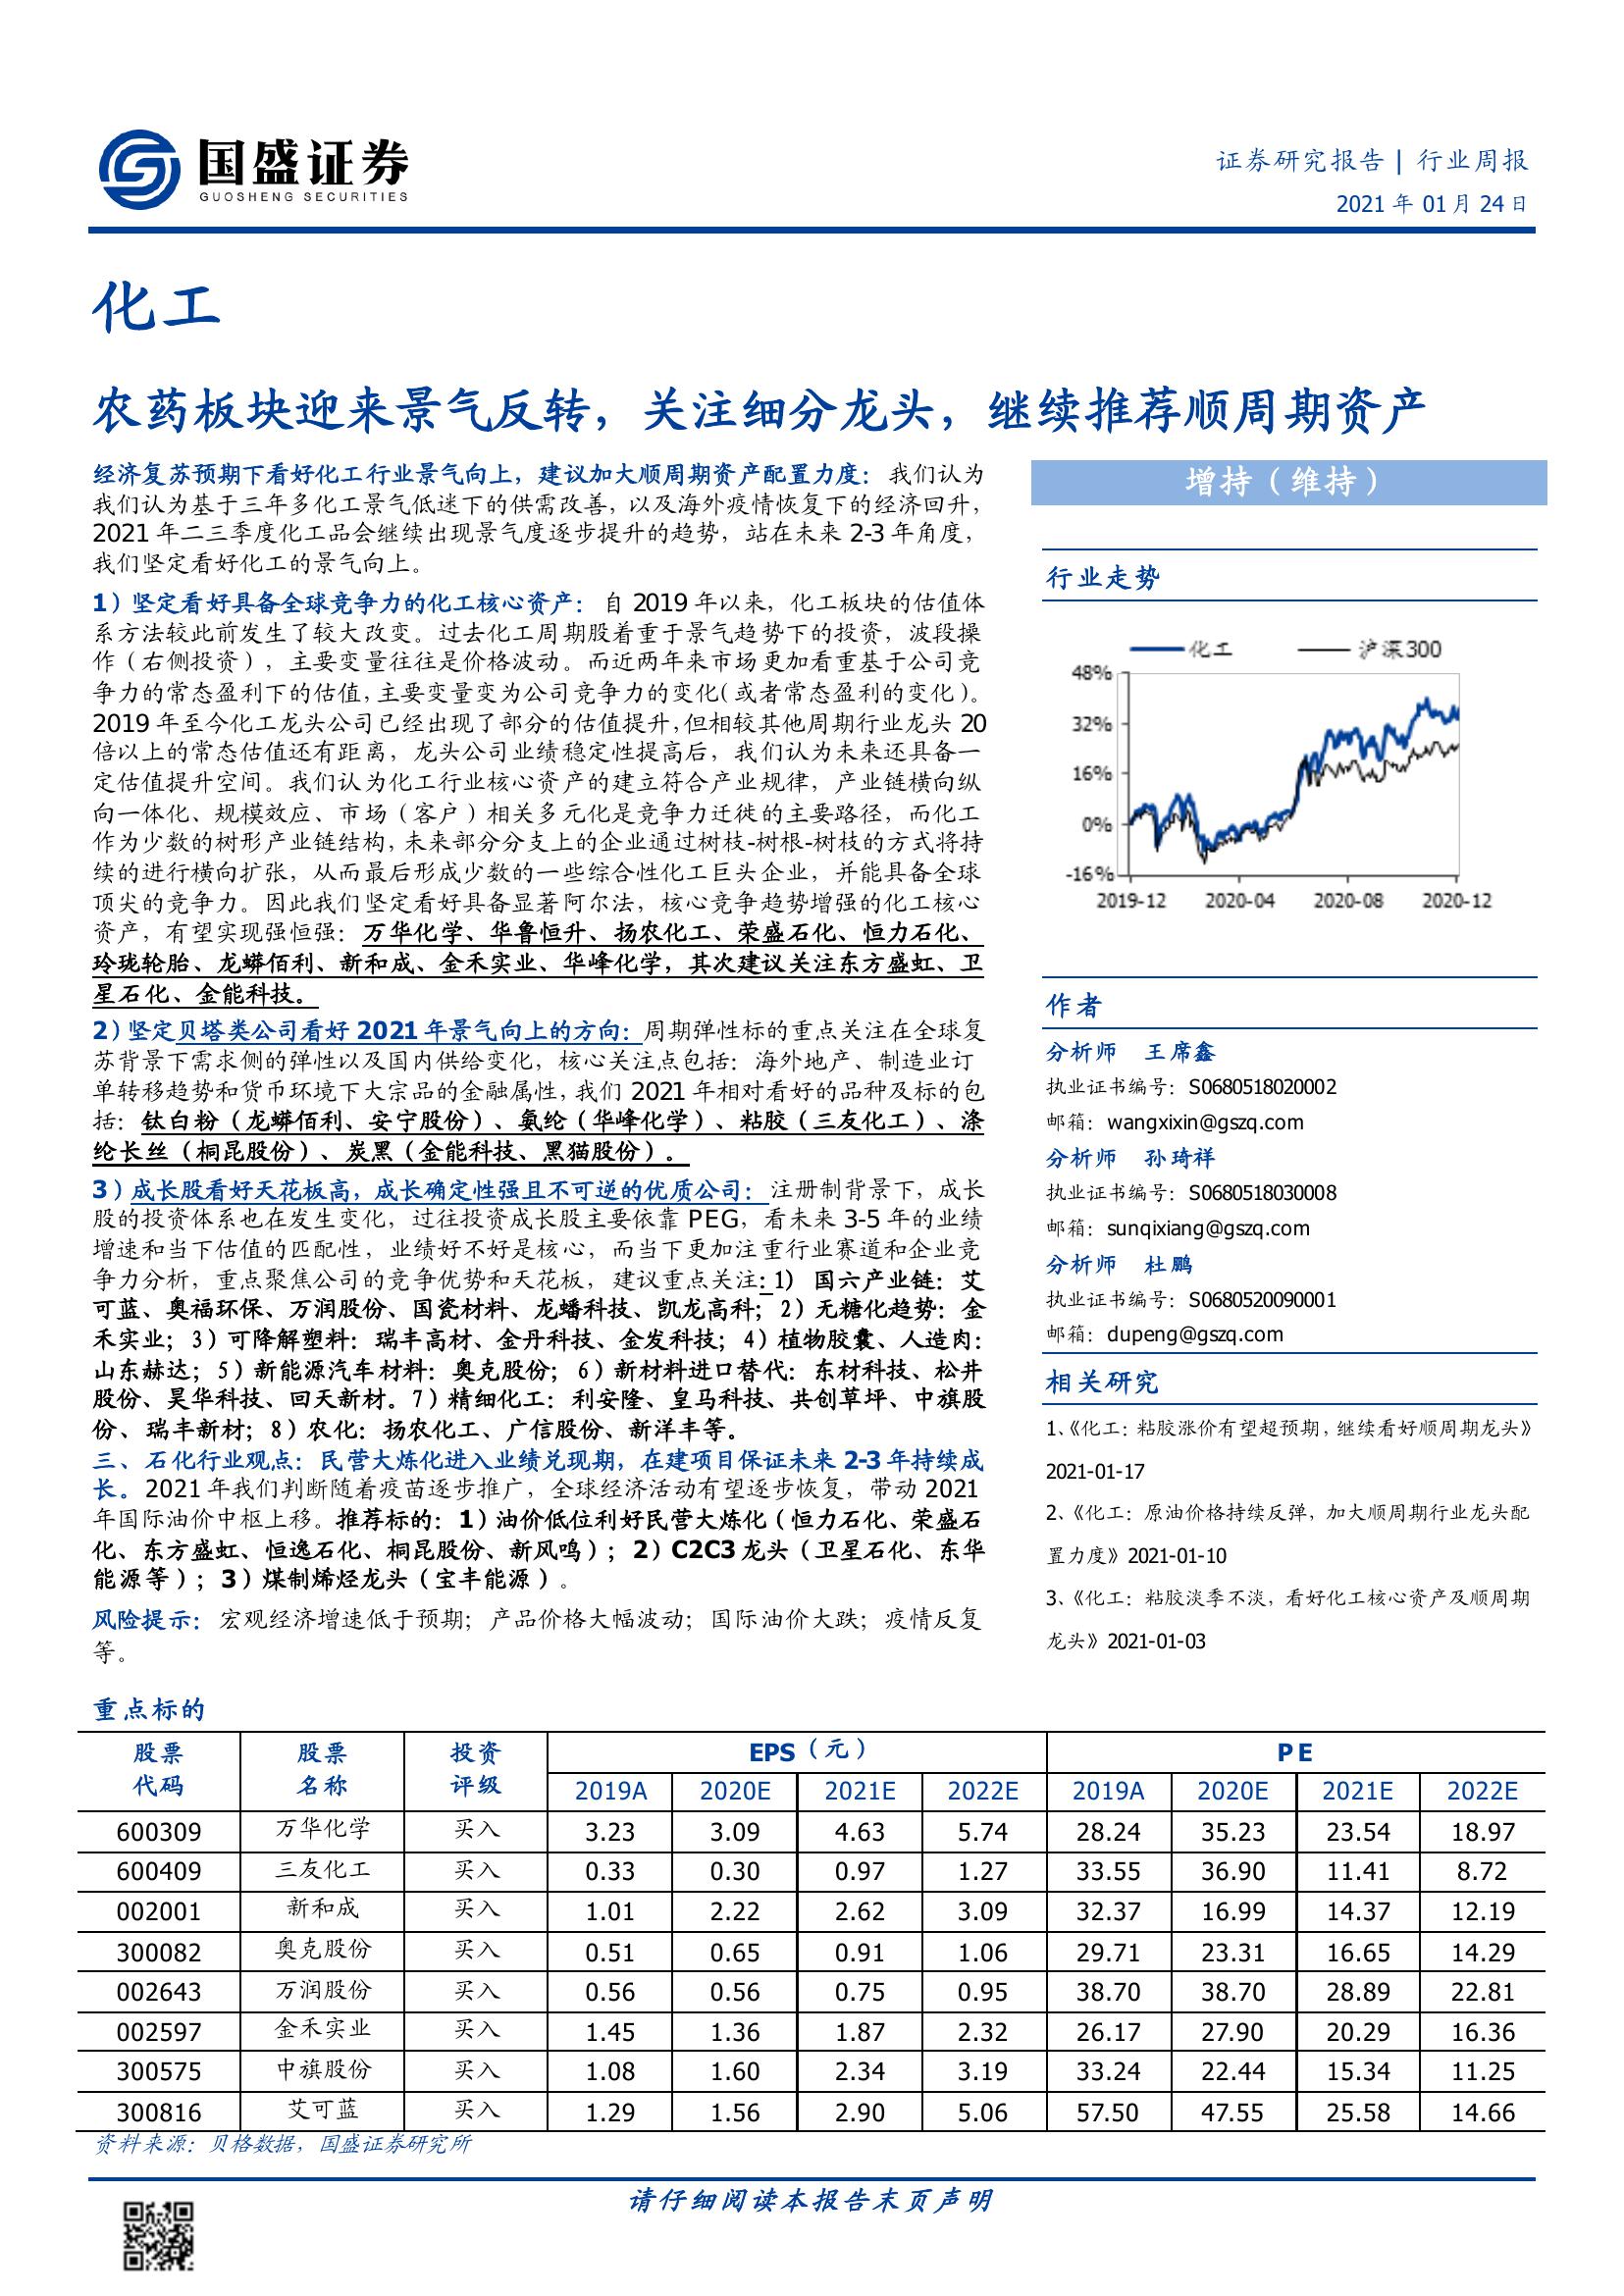 国盛证券
GUOSHENG SECURITIES
证券研究报告 | 行业周报
2021 年 01 月 24 日
化工
农药板块迎来景气反转，关注细分龙头，继续推荐顺周期资产
经济复苏预期下看好化工行业景气向上，建议加大顺周期资产配置力度：我们认为
我们认为基于三年多化工景气低迷下的供需改善，以及海外疫情恢复下的经济回升，
2021 年二三季度化工品会继续出现景气度逐步提升的趋势，站在未来 2-3 年角度，
我们坚定看好化工的景气向上。
1）坚定看好具备全球竞争力的化工核心资产：自 2019 年以来，化工板块的估值体
系方法较此前发生了较大改变。过去化工周期股着重于景气趋势下的投资，波段操
作（右侧投资），主要变量往往是价格波动。而近两年来市场更加看重基于公司竞
争力的常态盈利下的估值，主要变量变为公司竞争力的变化（或者常态盈利的变化）。
2019 年至今化工龙头公司已经出现了部分的估值提升，但相较其他周期行业龙头 20
倍以上的常态估值还有距离，龙头公司业绩稳定性提高后，我们认为未来还具备一
定估值提升空间。我们认为化工行业核心资产的建立符合产业规律，产业链横向纵
向一体化、规模效应、市场（客户）相关多元化是竞争力迁徙的主要路径，而化工
作为少数的树形产业链结构，未来部分分支上的企业通过树枝-树根-树枝的方式将持
续的进行横向扩张，从而最后形成少数的一些综合性化工巨头企业，并能具备全球
顶尖的竞争力。因此我们坚定看好具备显著阿尔法，核心竞争趋势增强的化工核心
资产，有望实现强恒强：万华化学、华鲁恒升、扬农化工、荣盛石化、恒力石化、
玲珑轮胎、龙蟒佰利、新和成、金禾实业、华峰化学，其次建议关注东方盛虹、卫
星石化、金能科技。
2）坚定贝塔类公司看好 2021 年景气向上的方向：周期弹性标的重点关注在全球复
苏背景下需求侧的弹性以及国内供给变化，核心关注点包括：海外地产、制造业订
单转移趋势和货币环境下大宗品的金融属性，我们 2021 年相对看好的品种及标的包
括：钛白粉（龙蟒佰利、安宁股份）、氨纶（华峰化学）、粘胶（三友化工）、涤
纶长丝（桐昆股份）、炭黑（金能科技、黑猫股份）。
3）成长股看好天花板高，成长确定性强且不可逆的优质公司：注册制背景下，成长
股的投资体系也在发生变化，过往投资成长股主要依靠 PEG，看未来 3-5 年的业绩
增速和当下估值的匹配性，业绩好不好是核心，而当下更加注重行业赛道和企业竞
争力分析，重点聚焦公司的竞争优势和天花板，建议重点关注：1） 国六产业链：艾
可蓝、奥福环保、万润股份、国瓷材料、龙蟠科技、凯龙高科；2）无糖化趋势：金
禾实业；3）可降解塑料：瑞丰高材、金丹科技、金发科技；4）植物胶囊、人造肉：
山东赫达；5）新能源汽车材料：奥克股份；6）新材料进口替代：东材科技、松井
股份、昊华科技、回天新材。7）精细化工：利安隆、皇马科技、共创草坪、中旗股
份、瑞丰新材；8）农化：扬农化工、广信股份、新洋丰等。
三、石化行业观点：民营大炼化进入业绩兑现期，在建项目保证未来 2-3 年持续成
长。2021 年我们判断随着疫苗逐步推广，全球经济活动有望逐步恢复，带动 2021
年国际油价中枢上移。推荐标的：1）油价低位利好民营大炼化（恒力石化、荣盛石
化、东方盛虹、恒逸石化、桐昆股份、新凤鸣）；2）C2C3 龙头（卫星石化、东华
能源等）；3）煤制烯烃龙头（宝丰能源）。
风险提示：宏观经济增速低于预期；产品价格大幅波动；国际油价大跌；疫情反复
等。
增持（维持）
行业走势
化工 沪深300
48%
32%
16%
0%
-16%
2019-12 2020-04 2020-08 2020-12
作者
分析师 王席鑫
执业证书编号：S0680518020002
邮箱：wangxixin@gszq.com
分析师 孙琦祥
执业证书编号：S0680518030008
邮箱：sunqixiang@gszq.com
分析师 杜鹏
执业证书编号：S0680520090001
邮箱：dupeng@gszq.com
相关研究
1、《化工：粘胶涨价有望超预期，继续看好顺周期龙头》
2021-01-17
2、《化工：原油价格持续反弹，加大顺周期行业龙头配
置力度》2021-01-10
3、《化工：粘胶淡季不淡，看好化工核心资产及顺周期
龙头》2021-01-03
重点标的
股票 股票 投资 EPS（元） P E
代码 名称 评级 2019A 2020E 2021E 2022E 2019A 2020E 2021E 2022E
600309 万华化学 买入 3.23 3.09 4.63 5.74 28.24 35.23 23.54 18.97
600409 三友化工 买入 0.33 0.30 0.97 1.27 33.55 36.90 11.41 8.72
002001 新和成 买入 1.01 2.22 2.62 3.09 32.37 16.99 14.37 12.19
300082 奥克股份 买入 0.51 0.65 0.91 1.06 29.71 23.31 16.65 14.29
002643 万润股份 买入 0.56 0.56 0.75 0.95 38.70 38.70 28.89 22.81
002597 金禾实业 买入 1.45 1.36 1.87 2.32 26.17 27.90 20.29 16.36
300575 中旗股份 买入 1.08 1.60 2.34 3.19 33.24 22.44 15.34 11.25
300816 艾可蓝 买入 1.29 1.56 2.90 5.06 57.50 47.55 25.58 14.66
资料来源：贝格数据，国盛证券研究所
请仔细阅读本报告末页声明